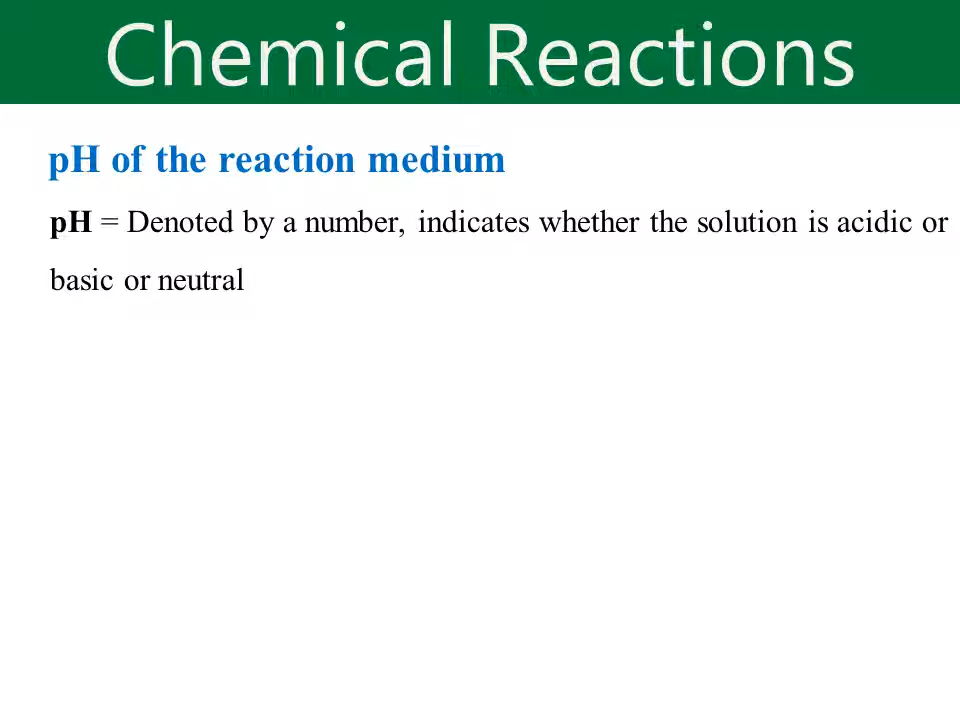 Chemical Reactions
pH of the reaction medium
pH = Denoted by a number, indicates whether the solution is acidic or
basic or neutral